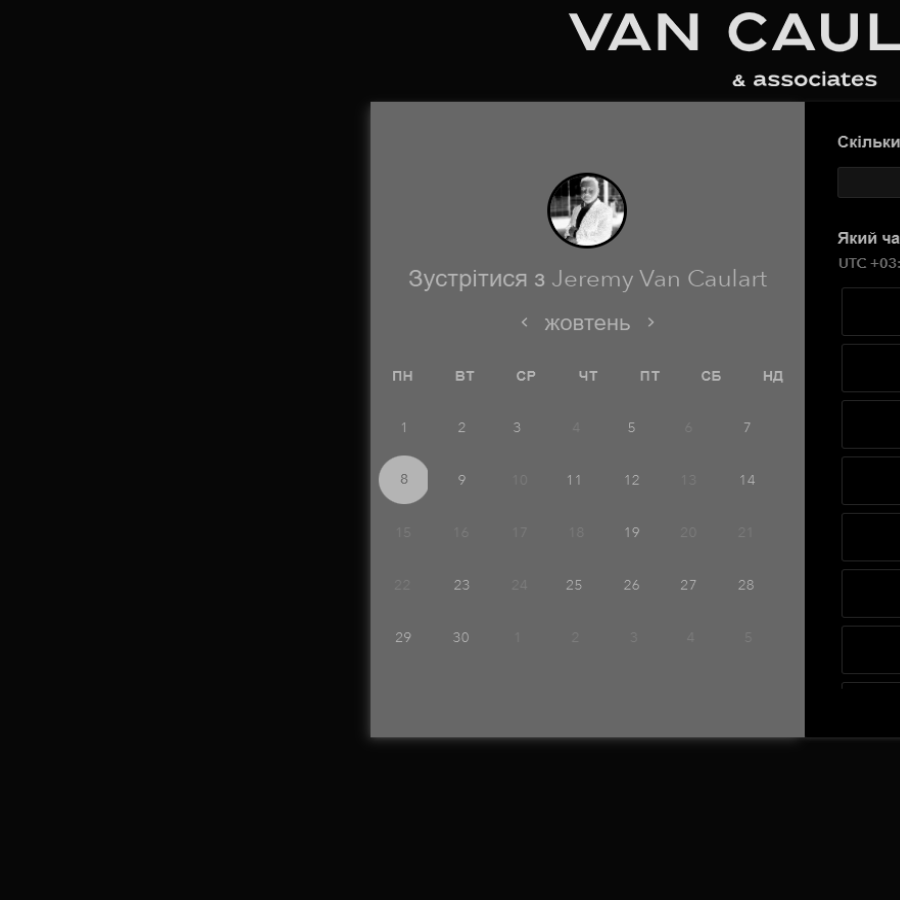 VAN CAUL
& associates
Скільки
Який ча
UTC +03:
Зустрітися з Jeremy Van Caulart
‹ жовтень ›
ПН ВТ СР ЧТ ПТ СБ НД
1 2 3 4 5 6 7
8 9 10 11 12 13 14
15 16 17 18 19 20 21
22 23 24 25 26 27 28
29 30 1 2 3 4 5